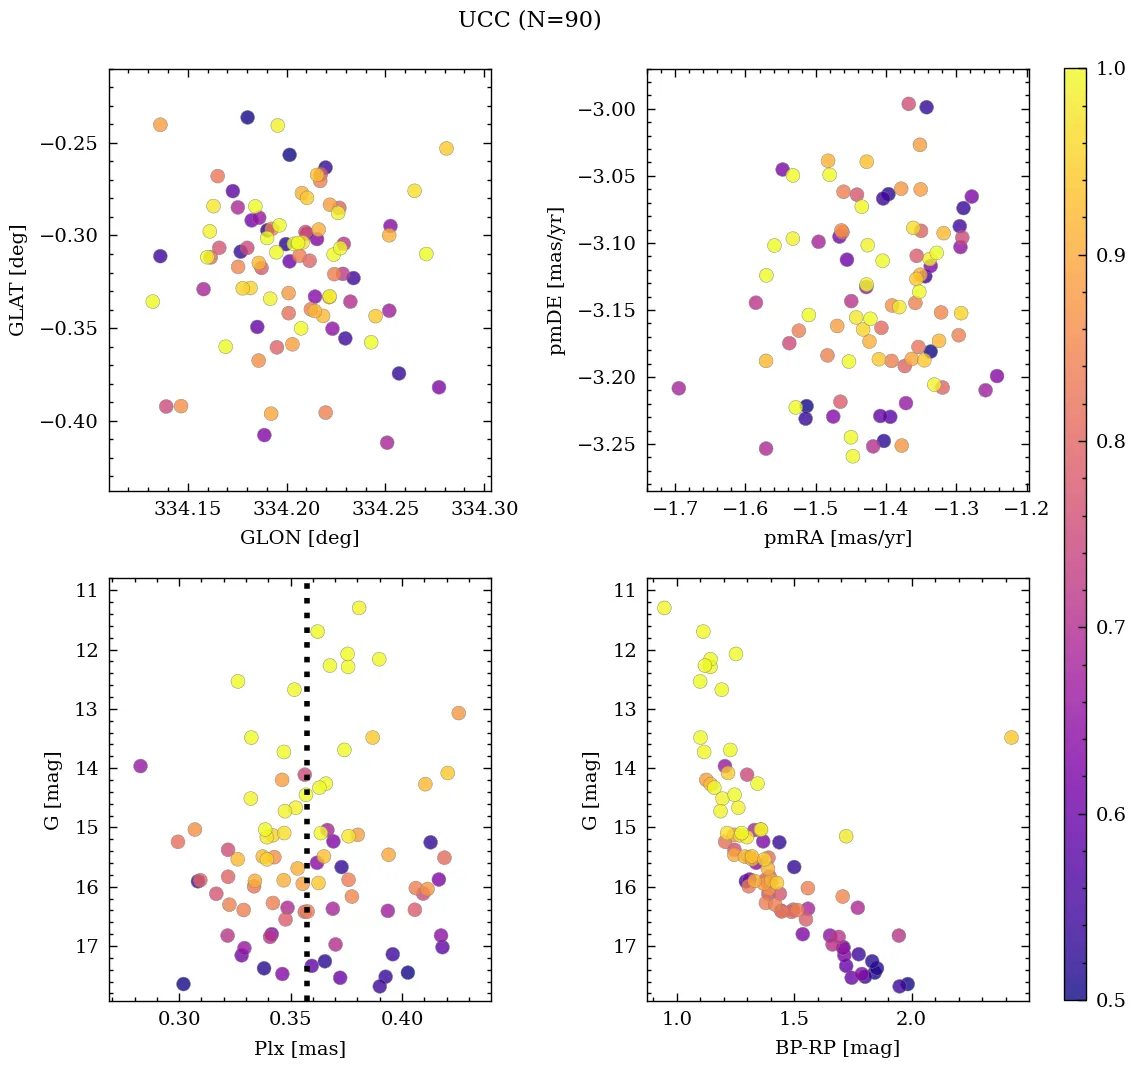 UCC (N=90)
−0.25
−0.30
−0.35
−0.40
GLAT [deg]
334.15 334.20 334.25 334.30
GLON [deg]
−3.00
−3.05
−3.10
−3.15
−3.20
−3.25
pmDE [mas/yr]
−1.7 −1.6 −1.5 −1.4 −1.3 −1.2
pmRA [mas/yr]
11
12
13
14
15
16
17
G [mag]
0.30 0.35 0.40
Plx [mas]
11
12
13
14
15
16
17
G [mag]
1.0 1.5 2.0
BP-RP [mag]
1.0
0.9
0.8
0.7
0.6
0.5